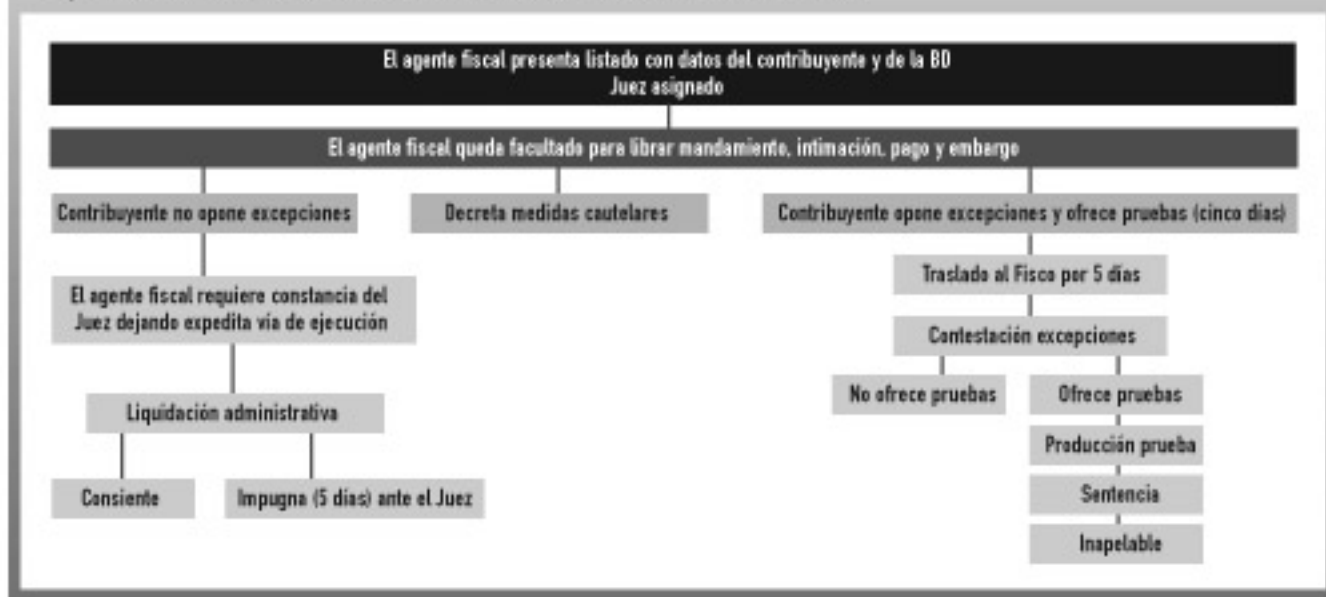 El agente fiscal presenta listado con datos del contribuyente y de la BD
Juez asignado
El agente fiscal queda facultado para librar mandamiento, intimación, pago y embargo
Contribuyente no opone excepciones
Decreta medidas cautelares
Contribuyente opone excepciones y ofrece pruebas (cinco días)
El agente fiscal requiere constancia del
Juez dejando expedita vía de ejecución
Traslado al Fisco por 5 días
Contestación excepciones
Liquidación administrativa
No ofrece pruebas
Ofrece pruebas
Producción prueba
Consiente
Impugna (5 días) ante el Juez
Sentencia
Inapelable